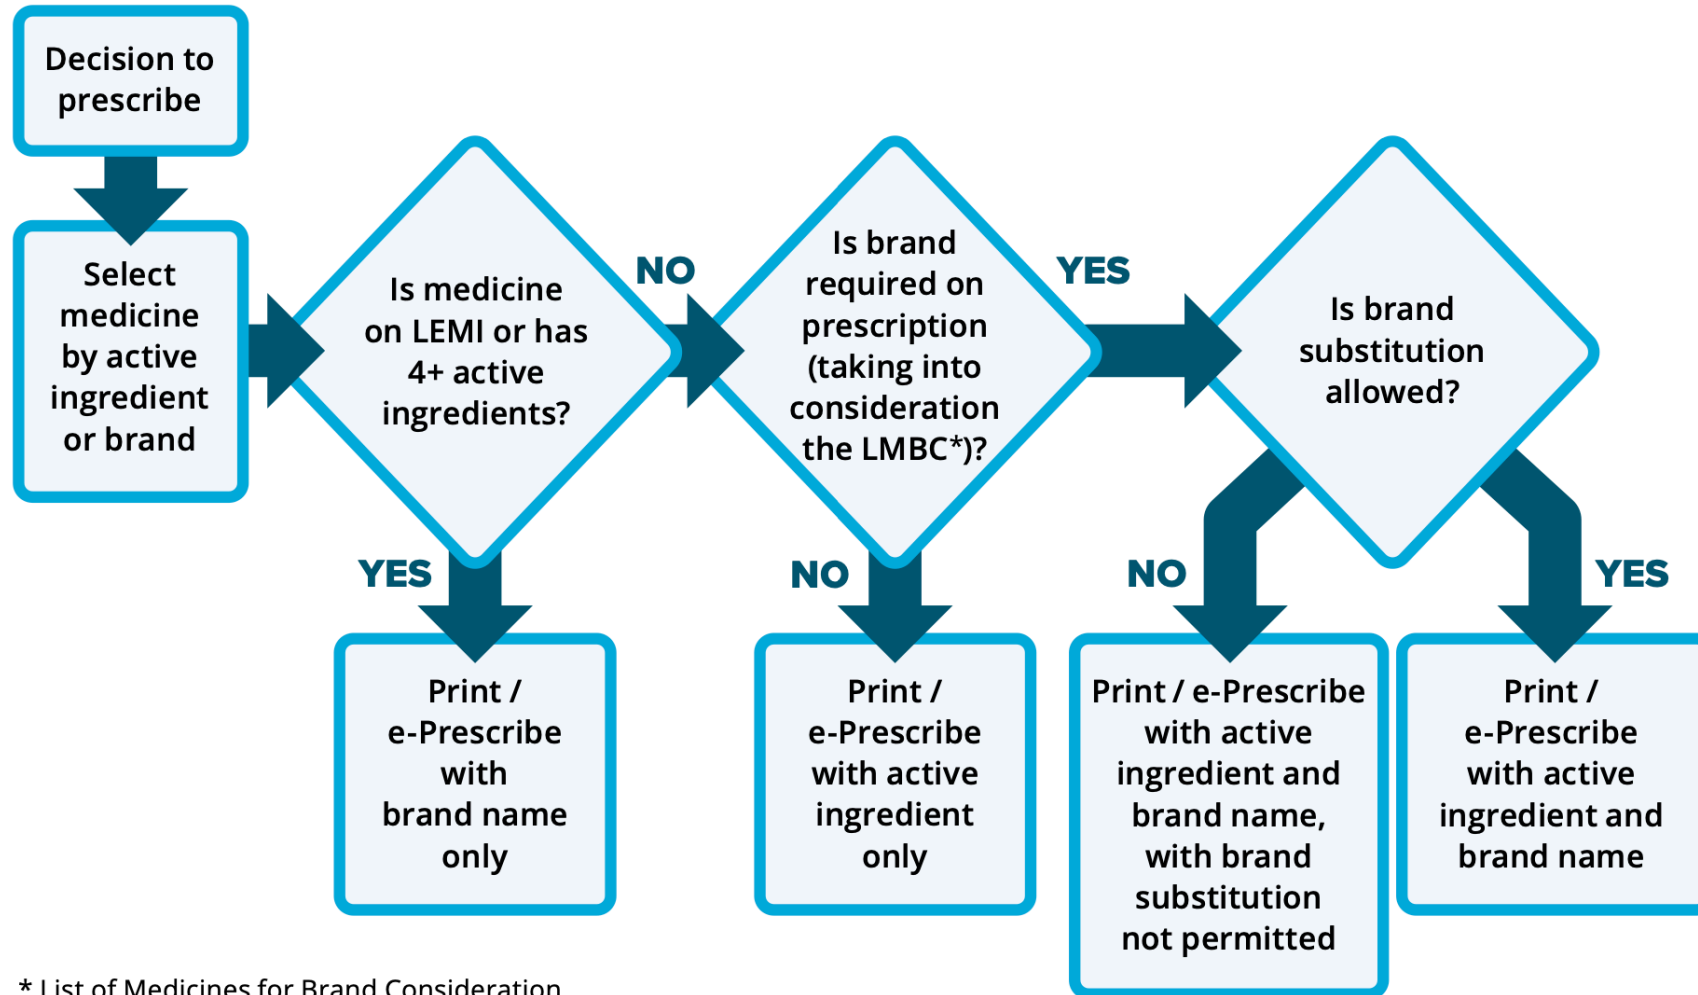 Decision to
prescribe
Select
medicine
by active
ingredient
or brand
Is medicine
on LEMI or has
4+ active
ingredients?
NO
Is brand
required on
prescription
(taking into
consideration
the LMBC*)?
YES
Is brand
substitution
allowed?
YES
NO
NO
YES
Print /
e-Prescribe
with
brand name
only
Print /
e-Prescribe
with active
ingredient
only
Print / e-Prescribe
with active
ingredient and
brand name,
with brand
substitution
not permitted
Print /
e-Prescribe
with active
ingredient and
brand name
* List of Medicines for Brand Consideration